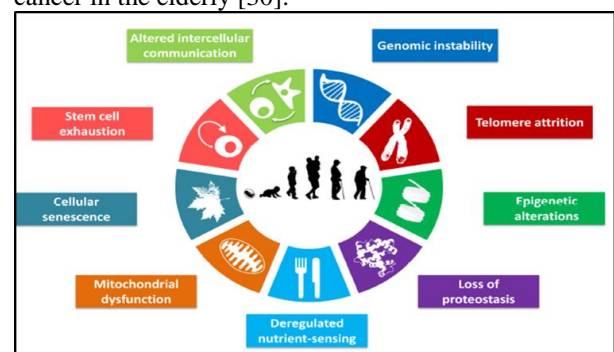 cancer in the elderly [30].
Altered intercellular
communication
Genomic instability
Stem cell
exhaustion
Telomere attrition
Cellular
senescence
Epigenetic
alterations
Mitochondrial
dysfunction
Loss of
proteostasis
Deregulated
nutrient-sensing